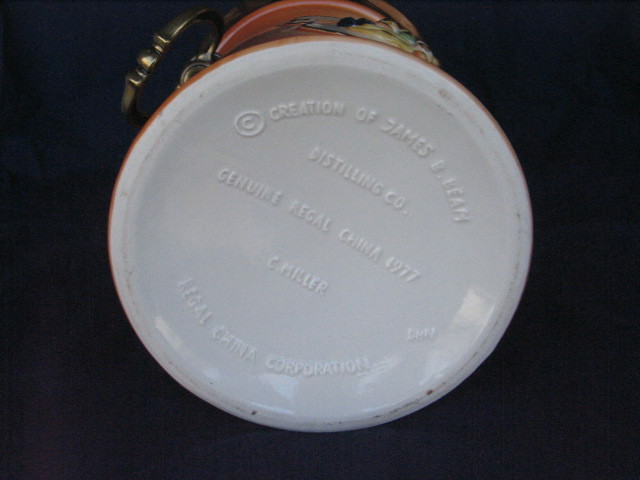 © CREATION OF JAMES B. BEAM
DISTILLING CO.
GENUINE REGAL CHINA 1977
C. MILLER
REGAL CHINA CORPORATION